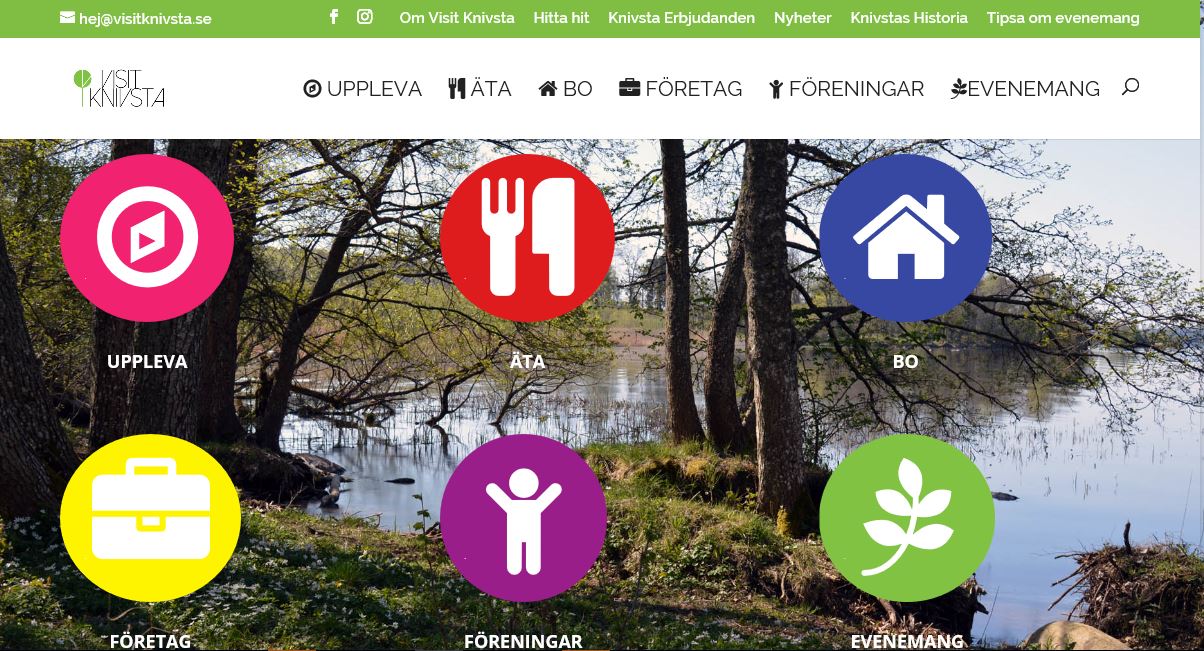 hej@visitknivsta.se Om Visit Knivsta Hitta hit Knivsta Erbjudanden Nyheter Knivstas Historia Tipsa om evenemang
VISIT
KNIVSTA
UPPLEVA ÄTA BO FÖRETAG FÖRENINGAR EVENEMANG
UPPLEVA ÄTA BO
FÖRETAG FÖRENINGAR EVENEMANG